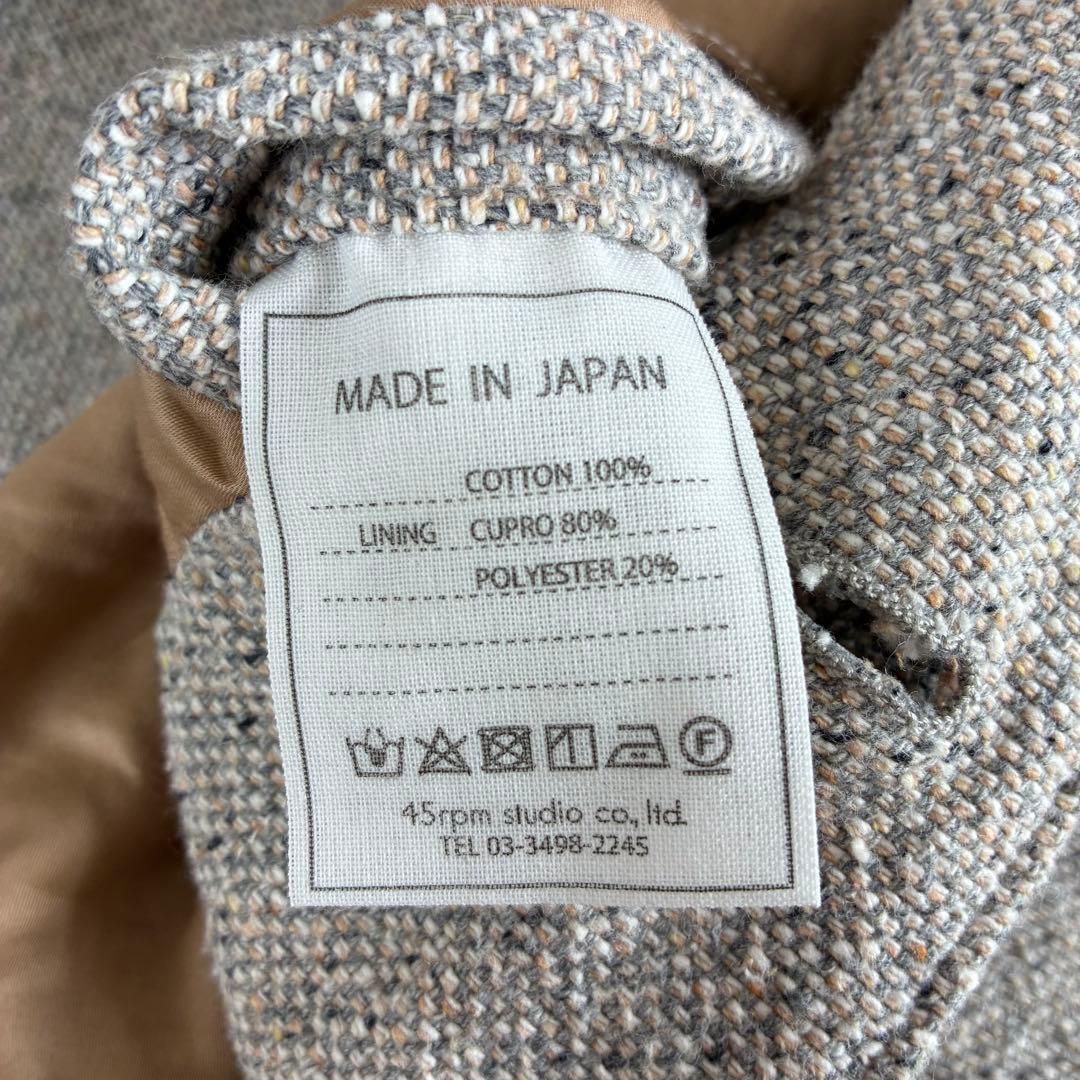 MADE IN JAPAN
COTTON 100%
LINING CUPRO 80%
POLYESTER 20%
F
45rpm studio co., ltd.
TEL 03-3498-2245